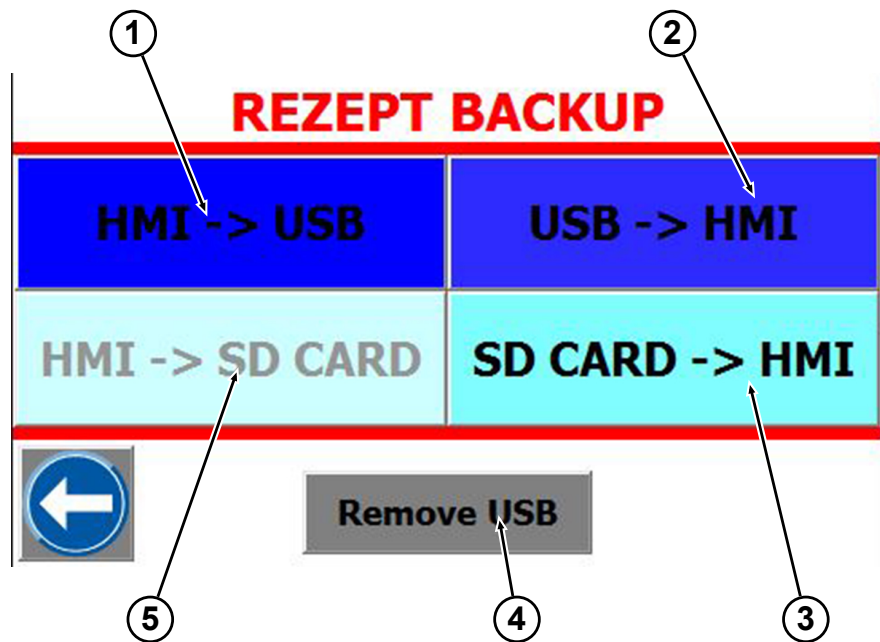 1 2
REZEPT BACKUP
HMI -> USB USB -> HMI
HMI -> SD CARD SD CARD -> HMI
Remove USB
5 4 3